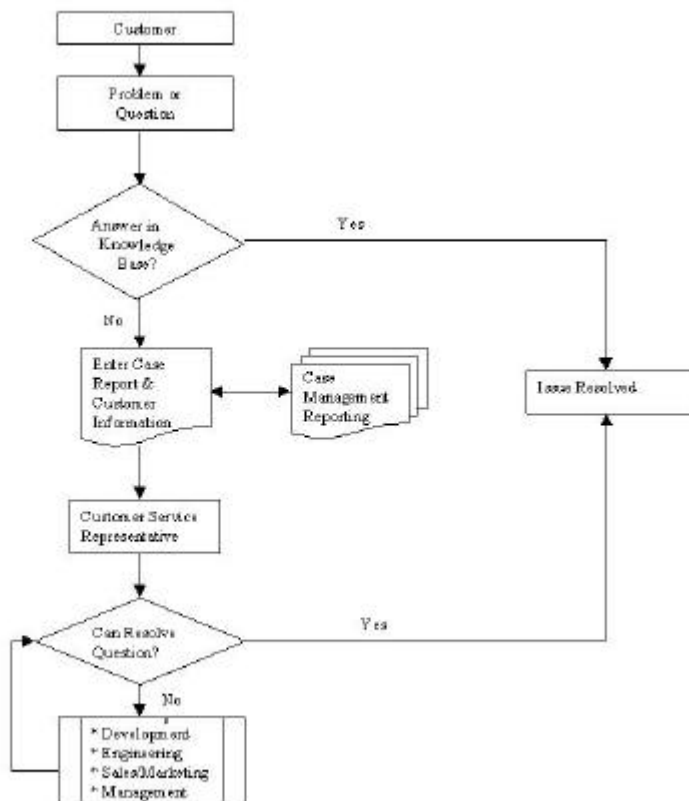 Customer
Problem or
Question
Answer in
Knowledge
Base?
Yes
No
Enter Case
Report &
Customer
Information
Case
Management
Reporting
Issue Resolved
Customer Service
Representative
Can Resolve
Question?
Yes
No
* Development
* Engineering
* Sales/Marketing
* Management